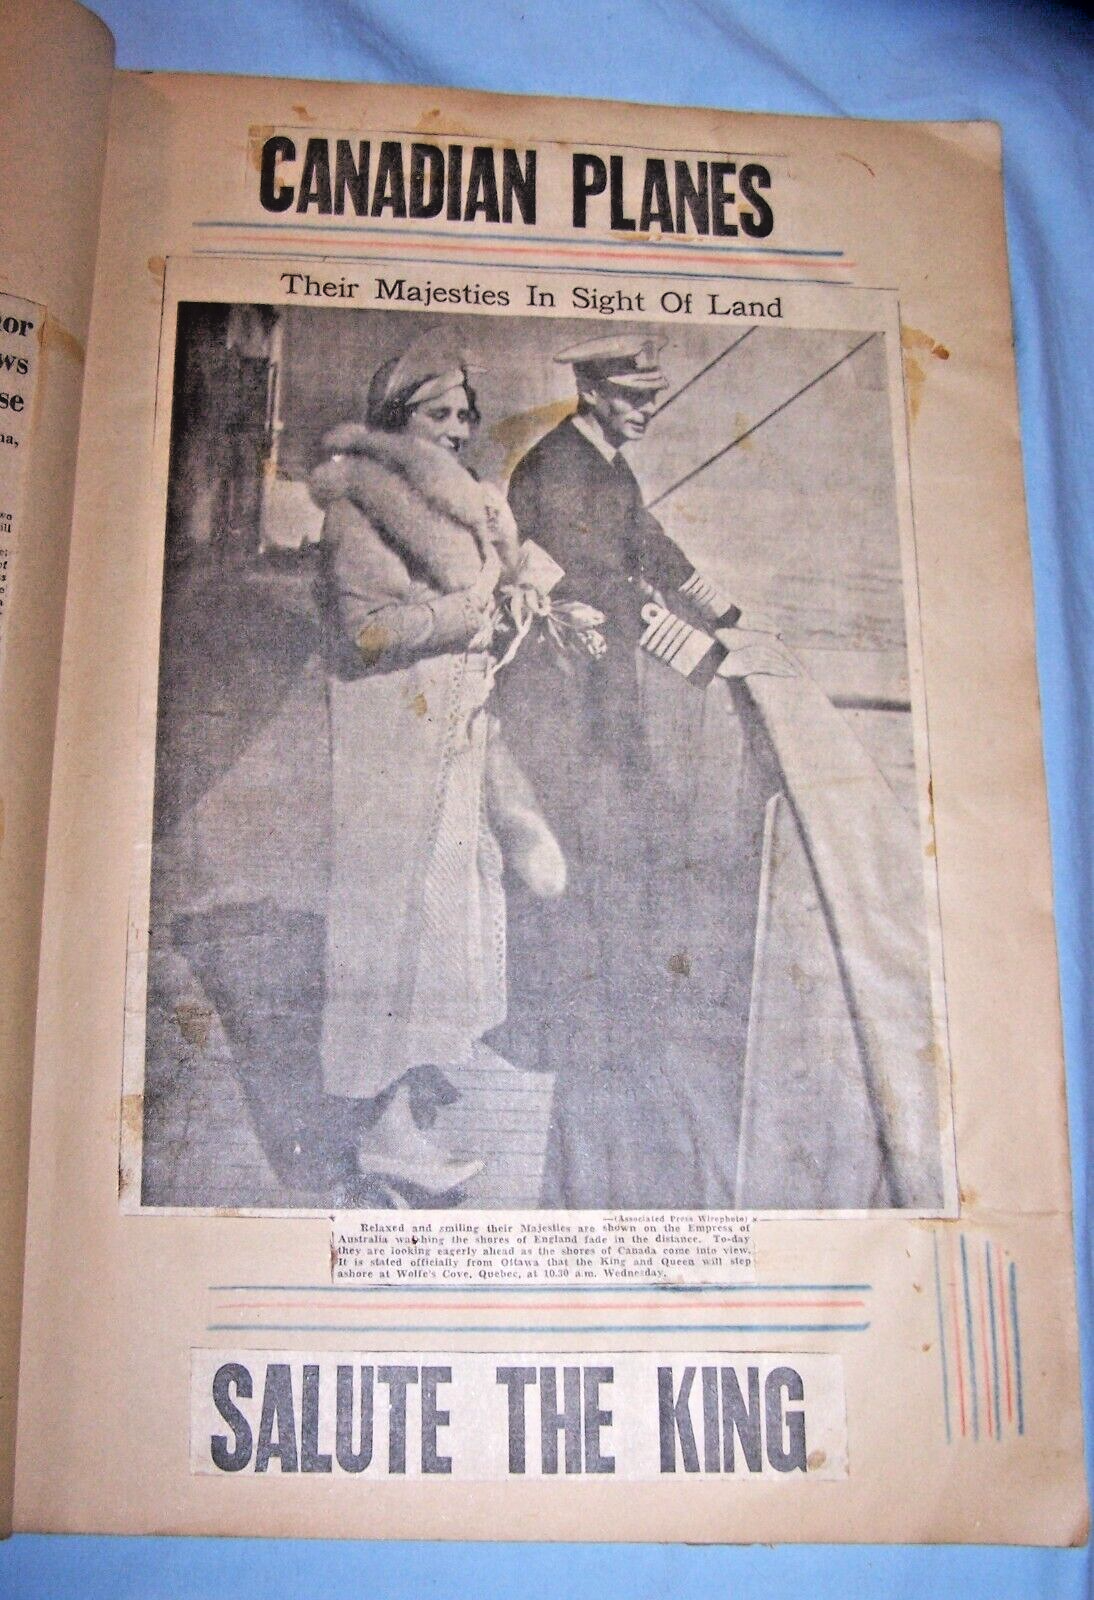 CANADIAN PLANES
Their Majesties In Sight Of Land
—(Associated Press Wirephoto)
Relaxed and smiling their Majesties are shown on the Empress of
Australia watching the shores of England fade in the distance. To-day
they are looking eagerly ahead as the shores of Canada come into view.
It is stated officially from Ottawa that the King and Queen will step
ashore at Wolfe's Cove, Quebec, at 10.30 a.m. Wednesday.
SALUTE THE KING